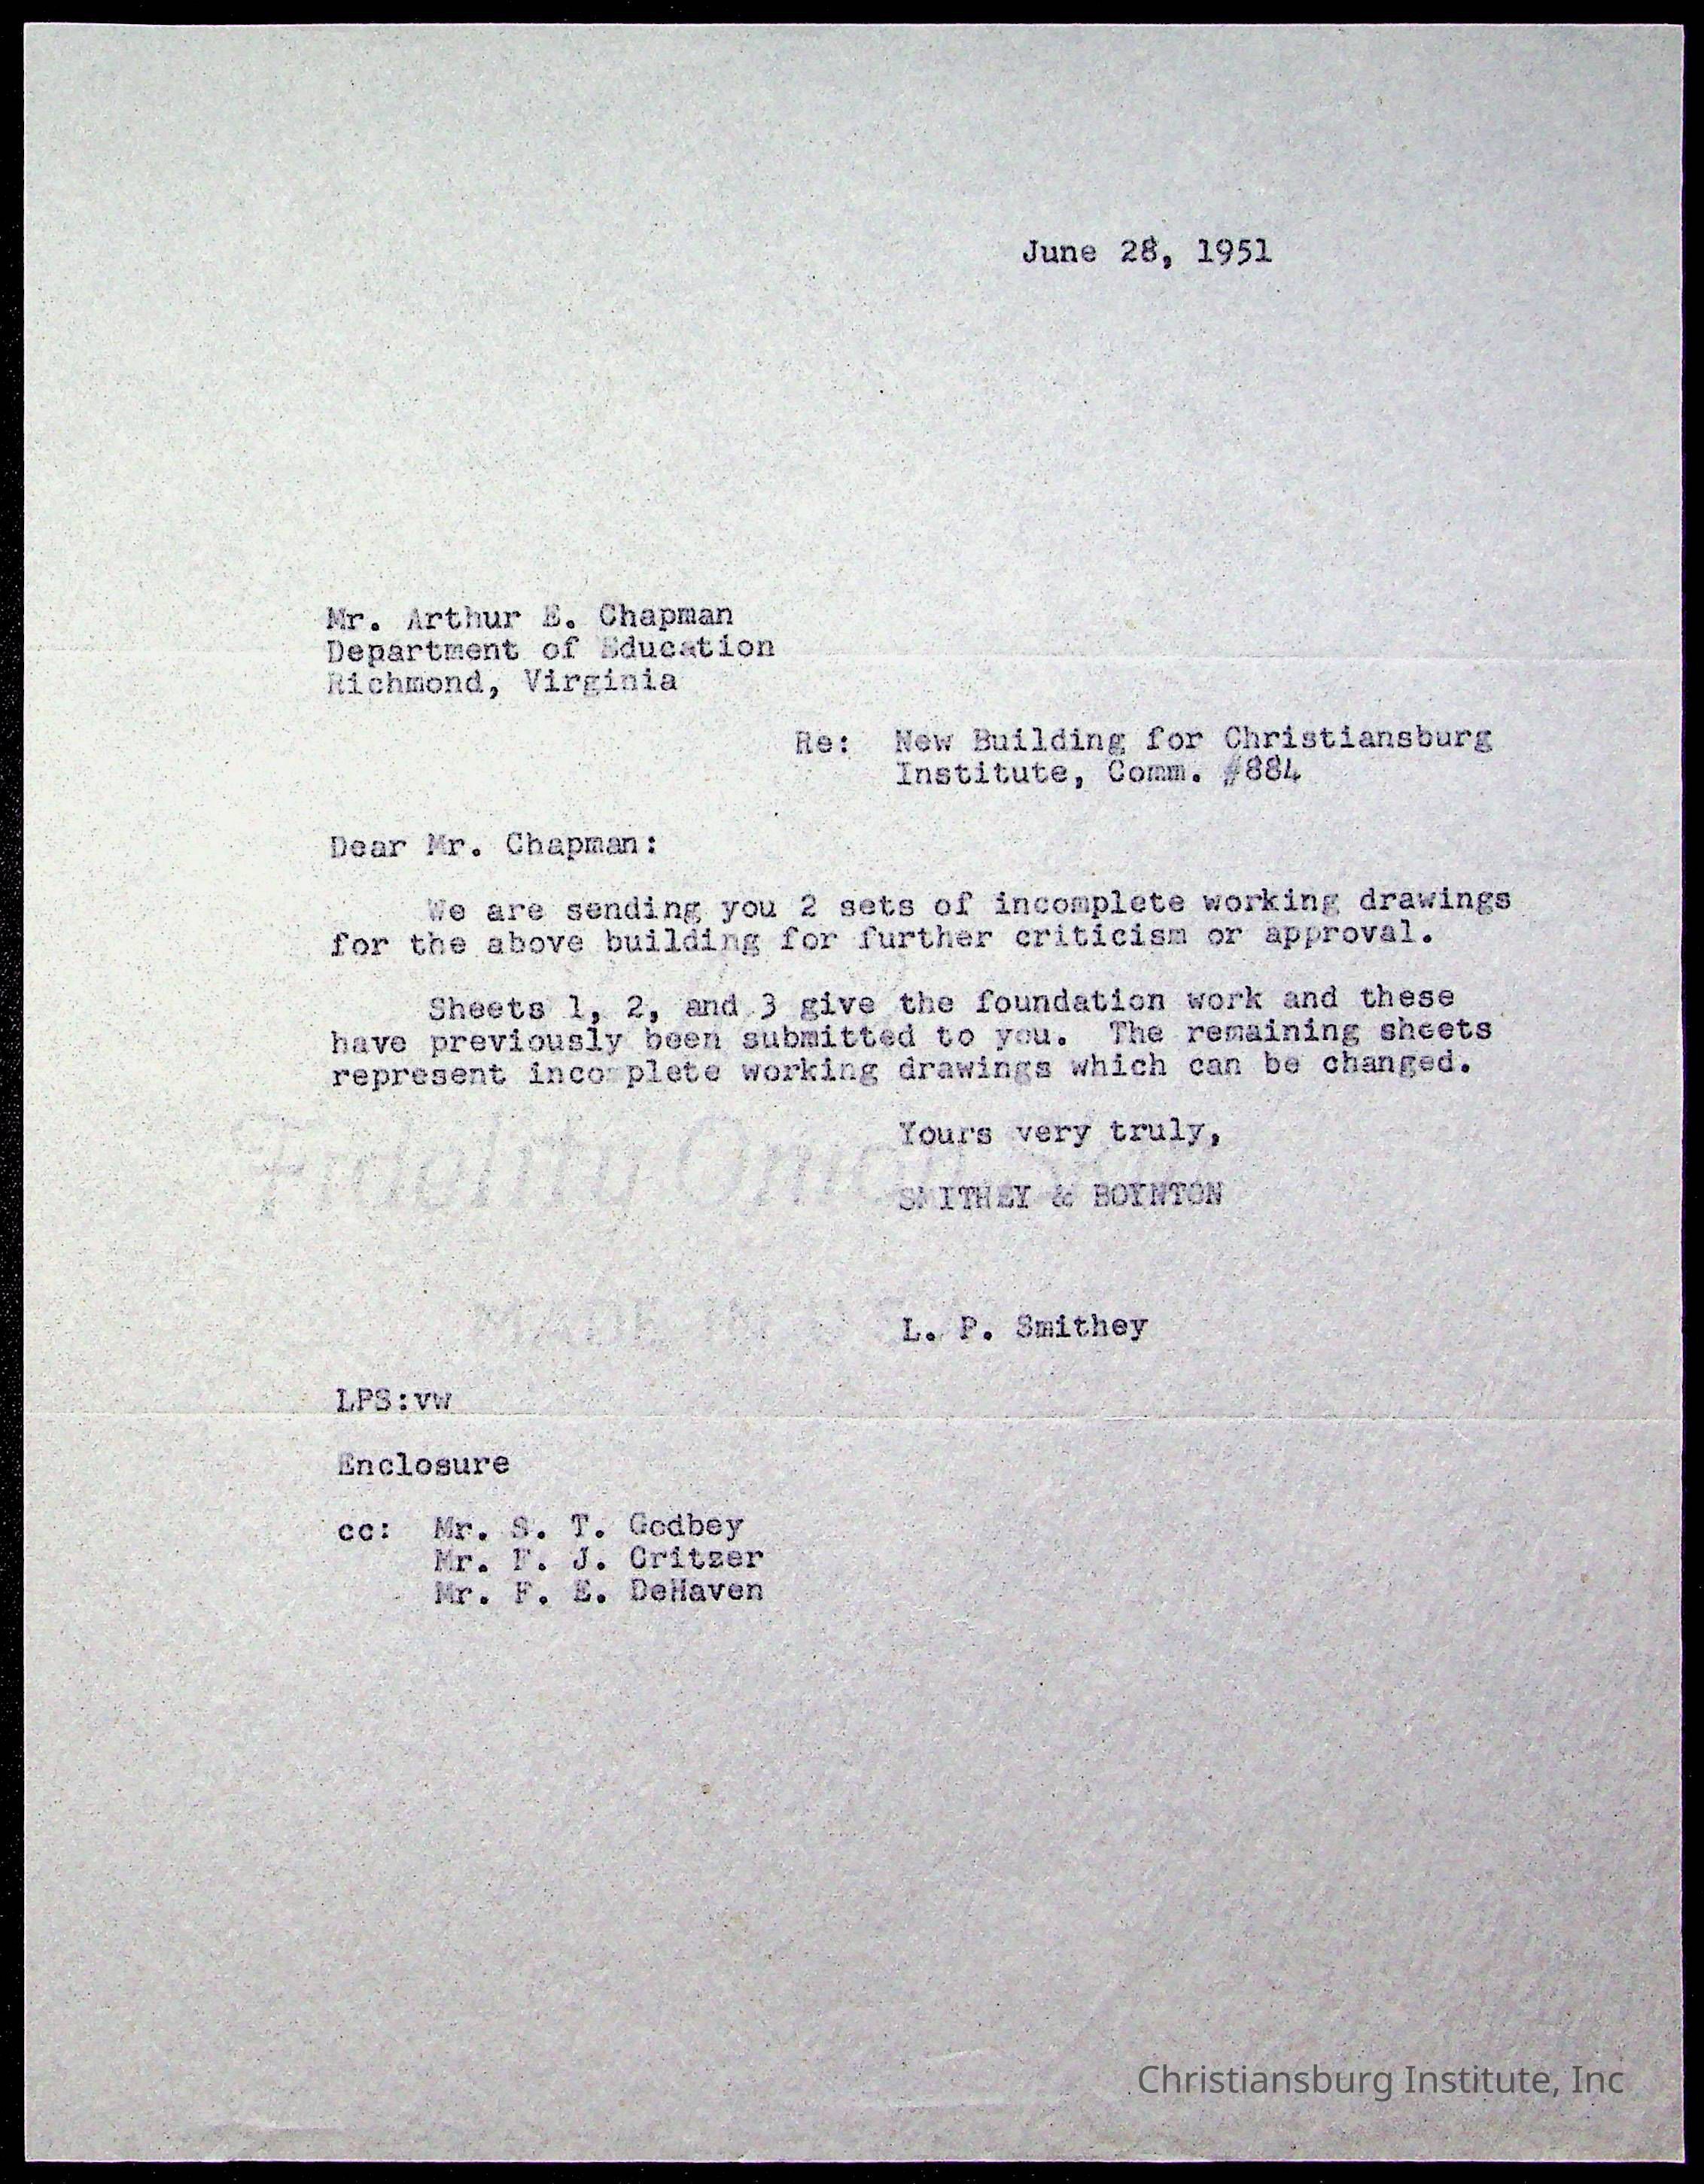 June 28, 1951
Mr. Arthur E. Chapman
Department of Education
Richmond, Virginia
Re: New Building for Christiansburg
Institute, Comm. #884
Dear Mr. Chapman:
We are sending you 2 sets of incomplete working drawings
for the above building for further criticism or approval.
Sheets 1, 2, and 3 give the foundation work and these
have previously been submitted to you. The remaining sheets
represent incomplete working drawings which can be changed.
Yours very truly,
SMITHEY & BOYNTON
L. P. Smithey
LPS:vw
Enclosure
cc: Mr. S. T. Godbey
Mr. F. J. Critzer
Mr. F. E. DeHaven
MADE IN U
Christiansburg Institute, Inc